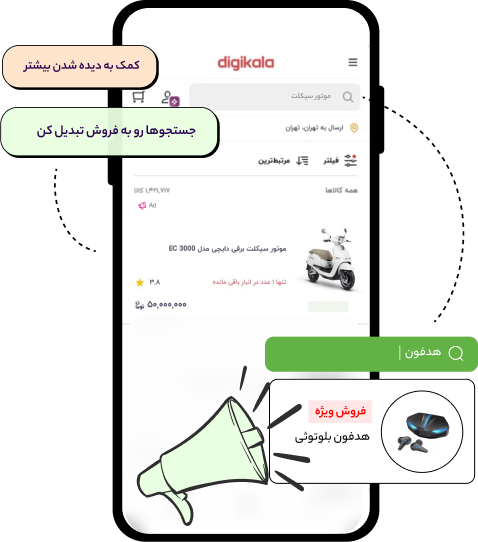 کمک به دیده شدن بیشتر
digikala
موتور سیکلت
جستجوها رو به فروش تبدیل کن
ارسال به تهران، تهران
فیلتر
مرتبط‌ترین
همه کالاها
۱,۴۲۱,۷۱۷ کالا
Ad
موتور سیکلت برقی دایچی مدل EC 3000
تنها ۱ عدد در انبار باقی مانده
۳.۸
۵۰,۰۰۰,۰۰۰ تومان
هدفون |
فروش ویژه
هدفون بلوتوثی